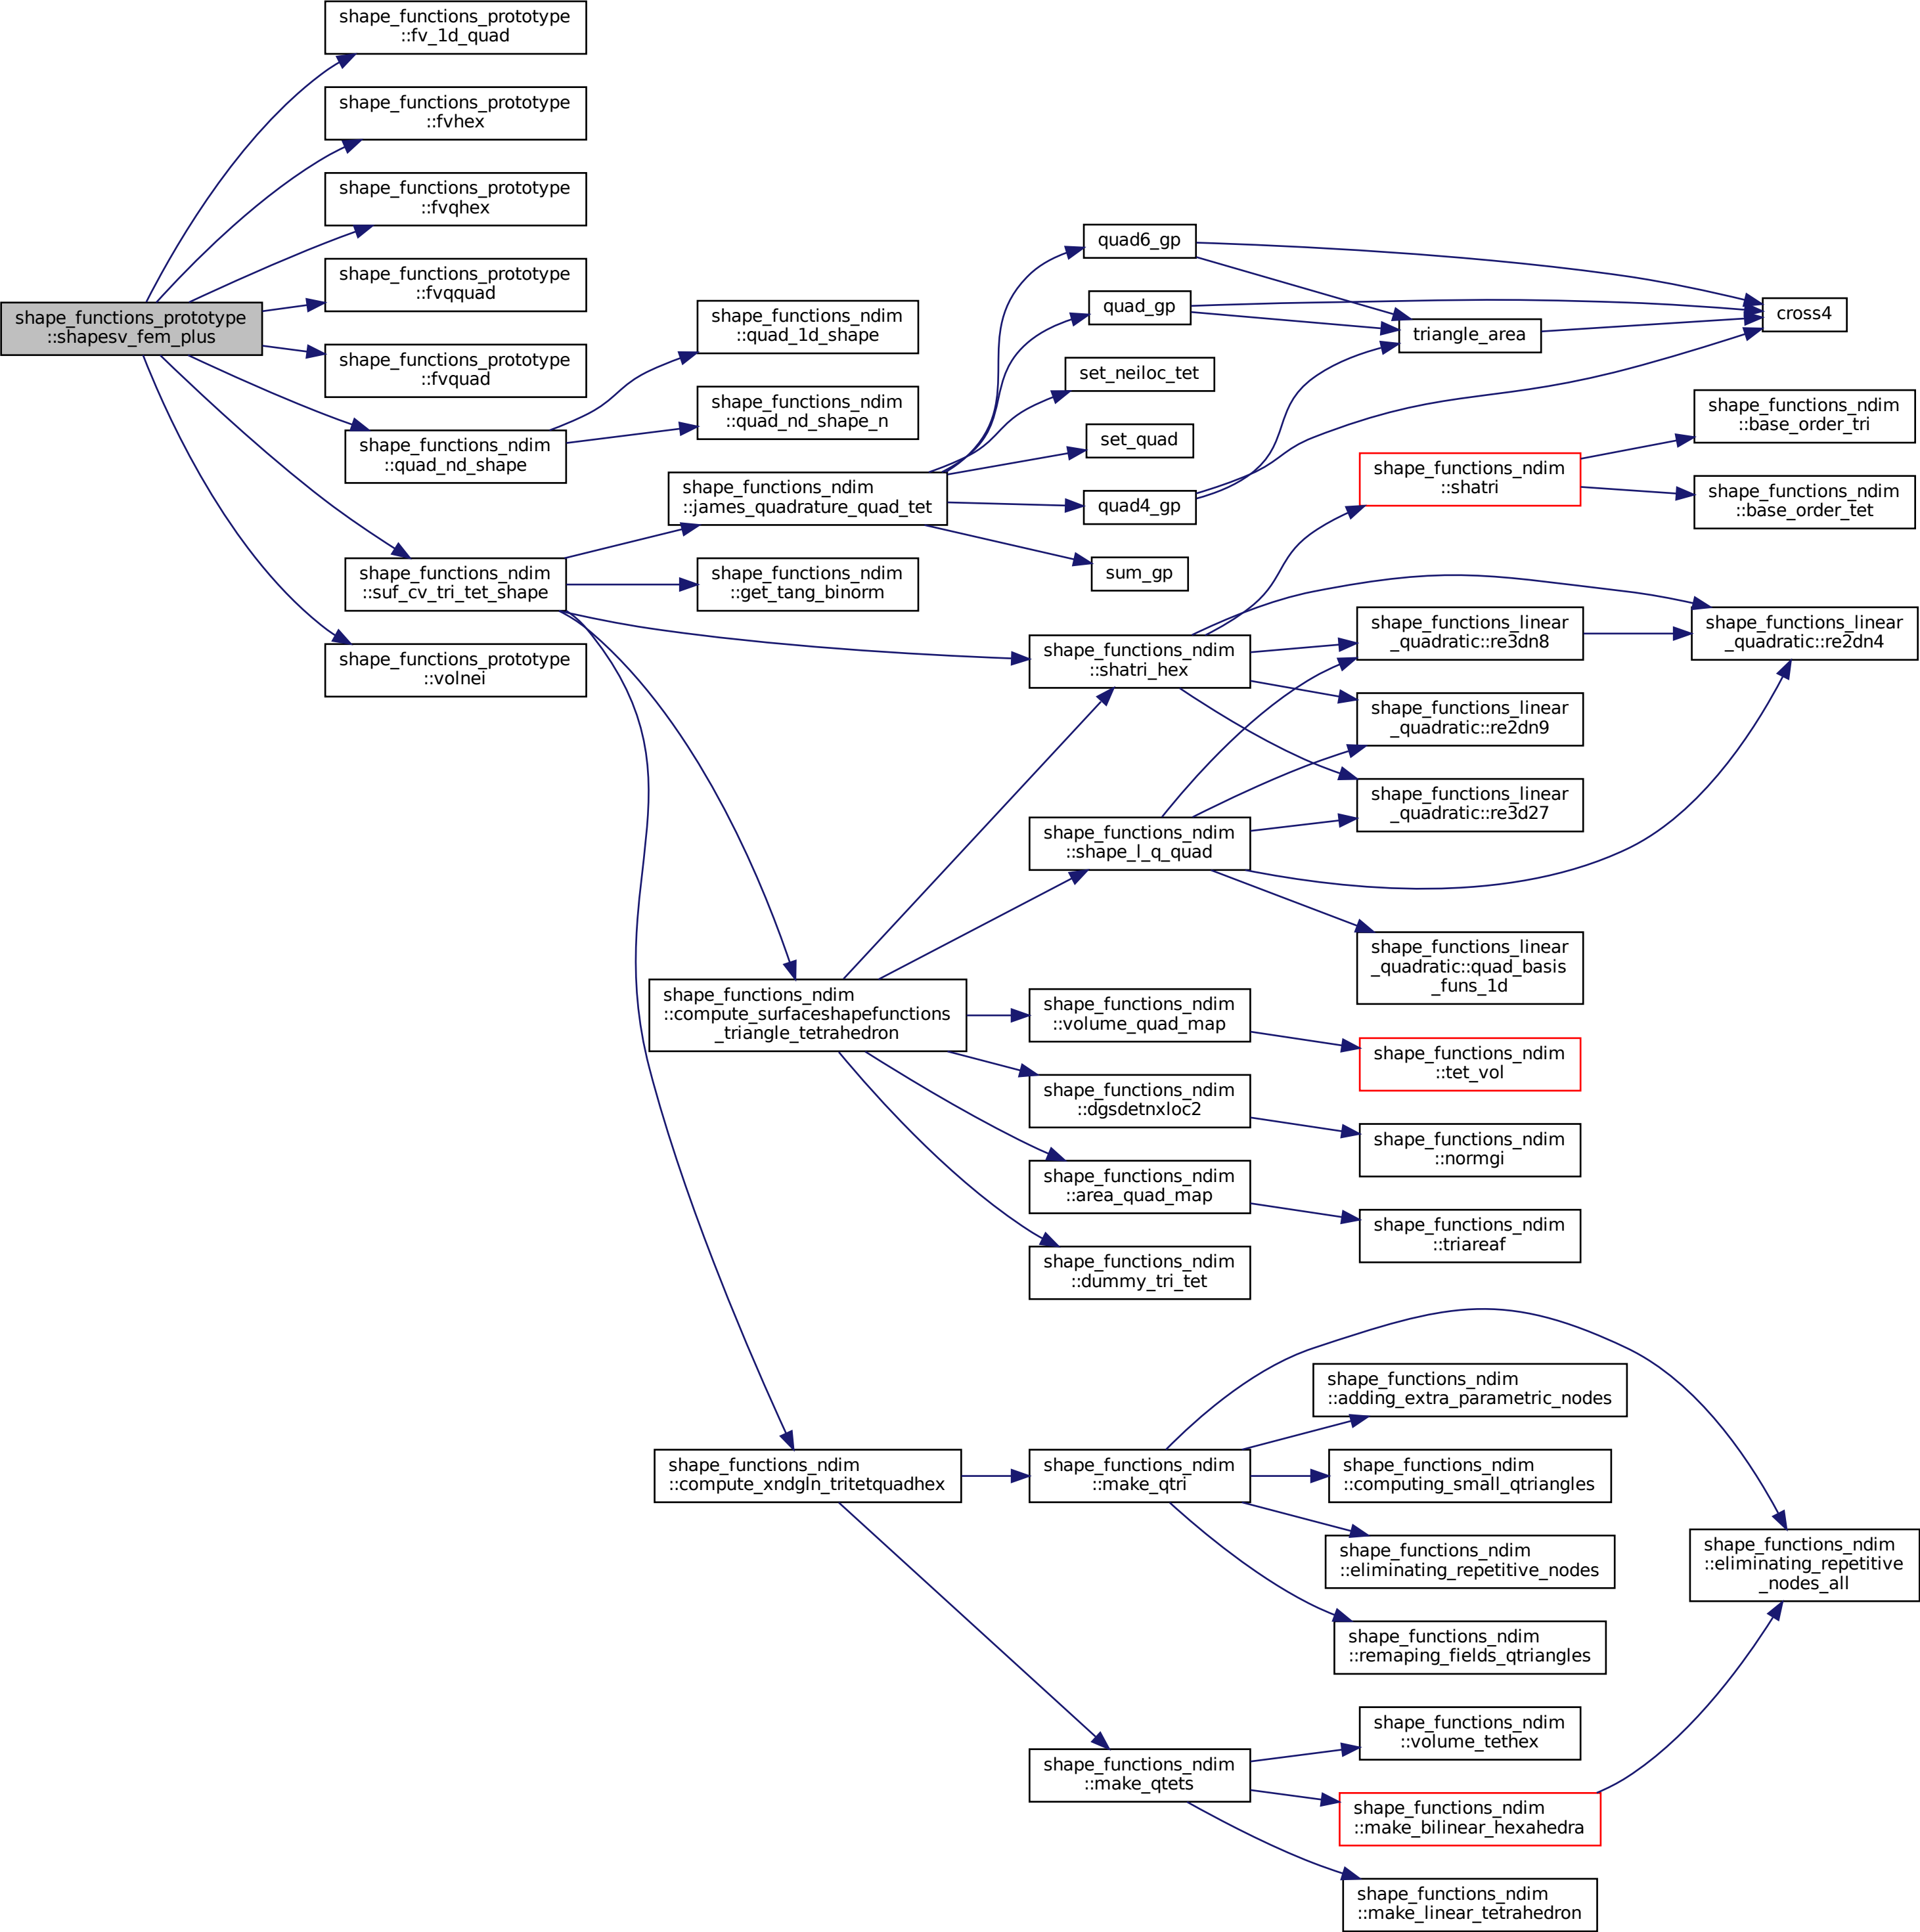 shape_functions_prototype
::shapesv_fem_plus
shape_functions_prototype
::fv_1d_quad
shape_functions_prototype
::fvhex
shape_functions_prototype
::fvqhex
shape_functions_prototype
::fvqquad
shape_functions_prototype
::fvquad
shape_functions_ndim
::quad_nd_shape
shape_functions_ndim
::suf_cv_tri_tet_shape
shape_functions_prototype
::volnei
shape_functions_ndim
::quad_1d_shape
shape_functions_ndim
::quad_nd_shape_n
shape_functions_ndim
::james_quadrature_quad_tet
shape_functions_ndim
::get_tang_binorm
shape_functions_ndim
::compute_surfaceshapefunctions
_triangle_tetrahedron
shape_functions_ndim
::compute_xndgln_tritetquadhex
quad6_gp
quad_gp
set_neiloc_tet
set_quad
quad4_gp
sum_gp
shape_functions_ndim
::shatri_hex
shape_functions_ndim
::shape_l_q_quad
shape_functions_ndim
::volume_quad_map
shape_functions_ndim
::dgsdetnxloc2
shape_functions_ndim
::area_quad_map
shape_functions_ndim
::dummy_tri_tet
shape_functions_ndim
::make_qtri
shape_functions_ndim
::make_qtets
triangle_area
shape_functions_ndim
::shatri
shape_functions_linear
_quadratic::re3dn8
shape_functions_linear
_quadratic::re2dn9
shape_functions_linear
_quadratic::re3d27
shape_functions_linear
_quadratic::quad_basis
_funs_1d
shape_functions_ndim
::tet_vol
shape_functions_ndim
::normgi
shape_functions_ndim
::triareaf
shape_functions_ndim
::adding_extra_parametric_nodes
shape_functions_ndim
::computing_small_qtriangles
shape_functions_ndim
::eliminating_repetitive_nodes
shape_functions_ndim
::remaping_fields_qtriangles
shape_functions_ndim
::volume_tethex
shape_functions_ndim
::make_bilinear_hexahedra
shape_functions_ndim
::make_linear_tetrahedron
cross4
shape_functions_ndim
::base_order_tri
shape_functions_ndim
::base_order_tet
shape_functions_linear
_quadratic::re2dn4
shape_functions_ndim
::eliminating_repetitive
_nodes_all